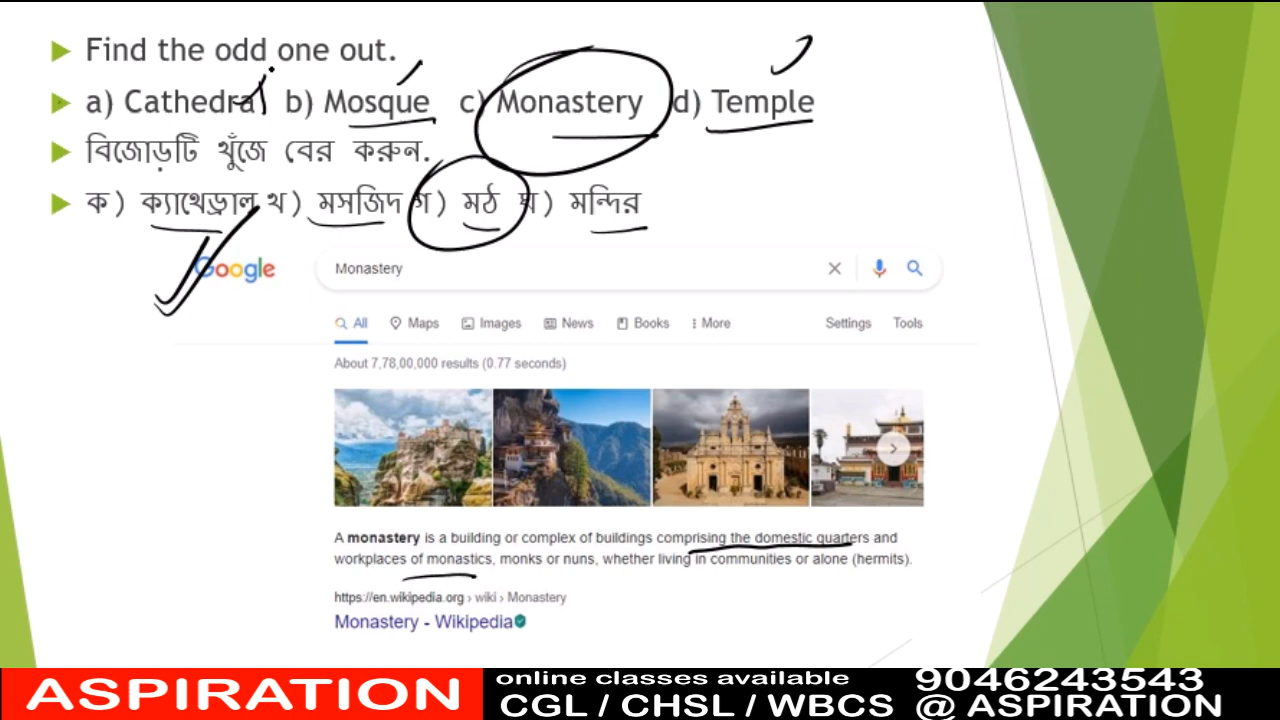 Find the odd one out.
a) Cathedral b) Mosque c) Monastery d) Temple
বিজোড়টি খুঁজে বের করুন.
ক) ক্যাথেড্রাল খ) মসজিদ গ) মঠ ঘ) মন্দির
Google Monastery
All Maps Images News Books More Settings Tools
About 7,78,00,000 results (0.77 seconds)
A monastery is a building or complex of buildings comprising the domestic quarters and
workplaces of monastics, monks or nuns, whether living in communities or alone (hermits).
https://en.wikipedia.org › wiki › Monastery
Monastery - Wikipedia
ASPIRATION
online classes available 9046243543
CGL / CHSL / WBCS @ ASPIRATION